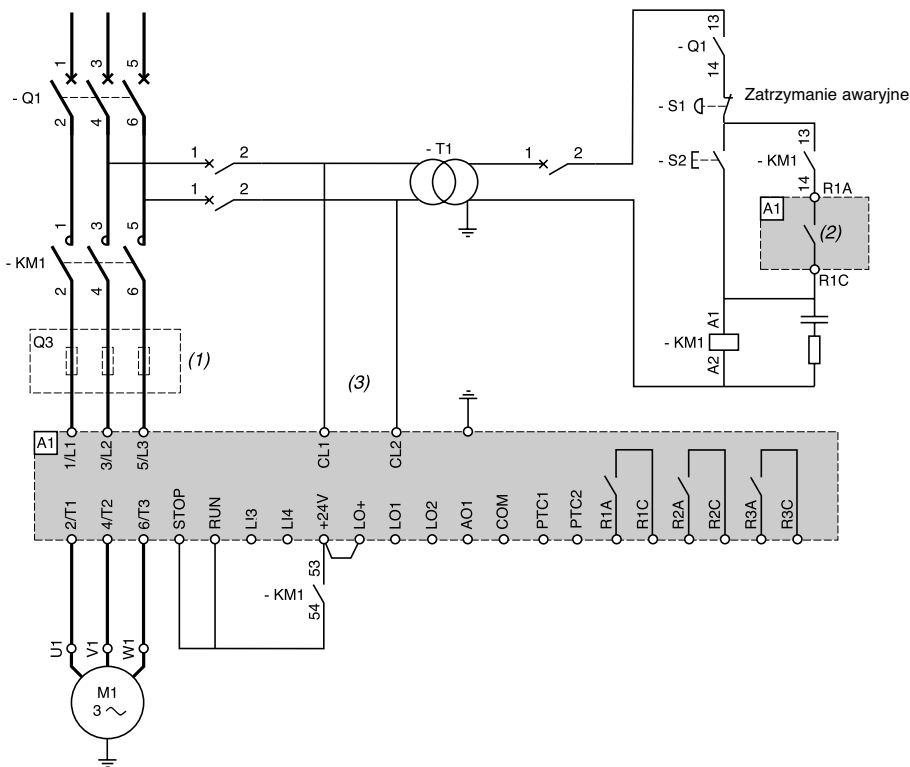 1 3 5
- Q1
2 4 6
1 2
1 2
- T1
1 2
13
- Q1
14
- S1 Zatrzymanie awaryjne
- S2
13
- KM1
14
R1A
A1
(2)
R1C
A1
- KM1
A2
1 3 5
- KM1
2 4 6
Q3
(1)
(3)
A1
1/L1 3/L2 5/L3 CL1 CL2
2/T1 4/T2 6/T3 STOP RUN LI3 LI4 +24V LO+ LO1 LO2 AO1 COM PTC1 PTC2 R1A R1C R2A R2C R3A R3C
53
- KM1
54
U1 V1 W1
M1
3